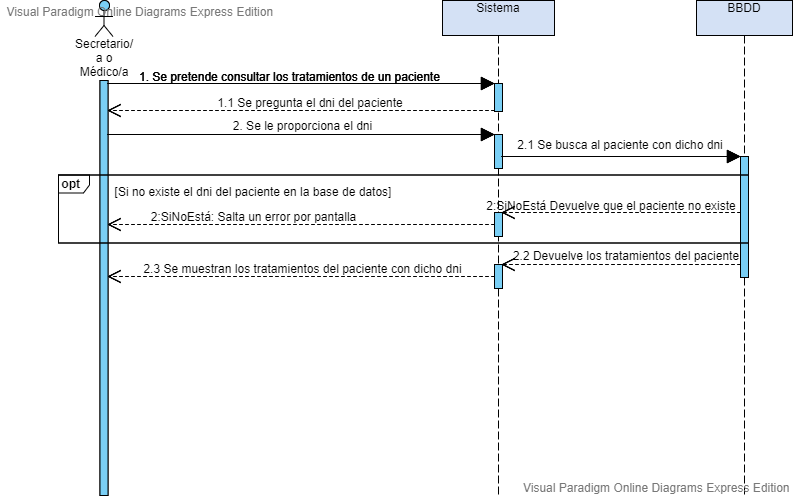 Visual Paradigm Online Diagrams Express Edition
Sistema
BBDD
Secretario/
a o
Médico/a
1. Se pretende consultar los tratamientos de un paciente
1.1 Se pregunta el dni del paciente
2. Se le proporciona el dni
2.1 Se busca al paciente con dicho dni
opt
[Si no existe el dni del paciente en la base de datos]
2:SiNoEstá Devuelve que el paciente no existe
2:SiNoEstá: Salta un error por pantalla
2.2 Devuelve los tratamientos del paciente
2.3 Se muestran los tratamientos del paciente con dicho dni
Visual Paradigm Online Diagrams Express Edition